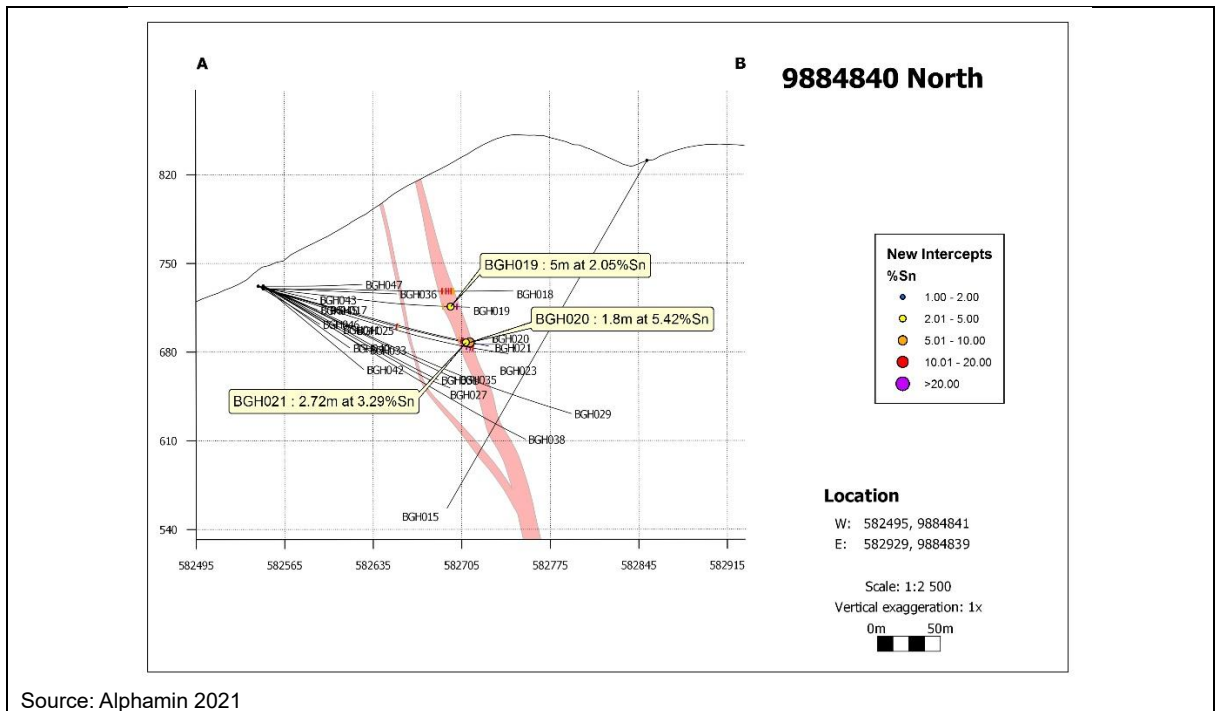 A
B
9884840 North
820
750
680
610
540
BGH047
BGH036
BGH018
BGH043
BGH019
BGH019 : 5m at 2.05%Sn
BGH020 : 1.8m at 5.42%Sn
BGH046
BGH025
BGH020
BGH021
BGH033
BGH042
BGH023
BGH035
BGH027
BGH021 : 2.72m at 3.29%Sn
BGH029
BGH038
BGH015
582495
582565
582635
582705
582775
582845
582915
New Intercepts
%Sn
1.00 - 2.00
2.01 - 5.00
5.01 - 10.00
10.01 - 20.00
>20.00
Location
W: 582495, 9884841
E: 582929, 9884839
Scale: 1:2 500
Vertical exaggeration: 1x
0m 50m
Source: Alphamin 2021